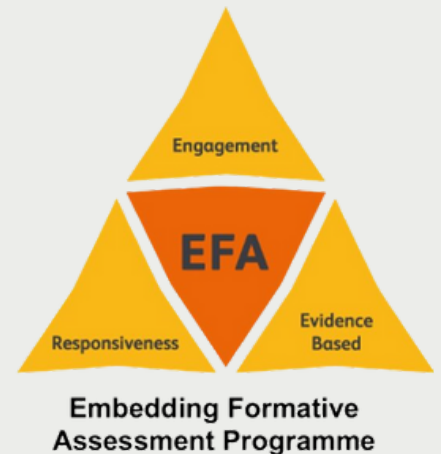 Engagement
EFA
Responsiveness
Evidence
Based
Embedding Formative
Assessment Programme